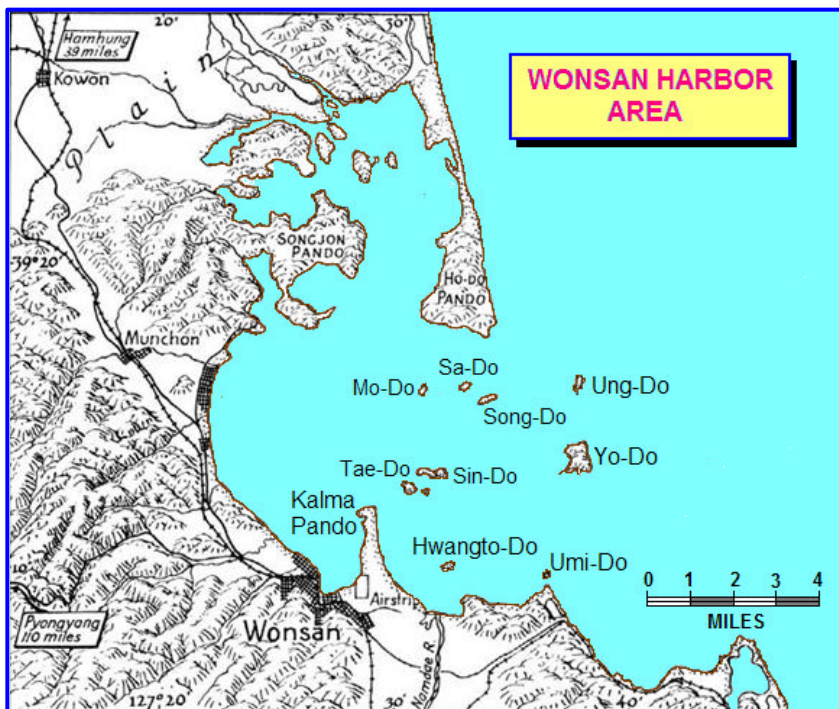 20'
30'
Hamhung
39 miles
Kowon
Plain
WONSAN HARBOR
AREA
SONGJON
PANDO
39°20'
HO-DO
PANDO
Munchon
Mo-Do
Sa-Do
Song-Do
Ung-Do
Tae-Do
Sin-Do
Yo-Do
Kalma
Pando
Hwangto-Do
Umi-Do
10'
0 1 2 3 4
MILES
Airstrip
Pyongyang
110 miles
Wonsan
Namdae R.
127°20'
30'
40'